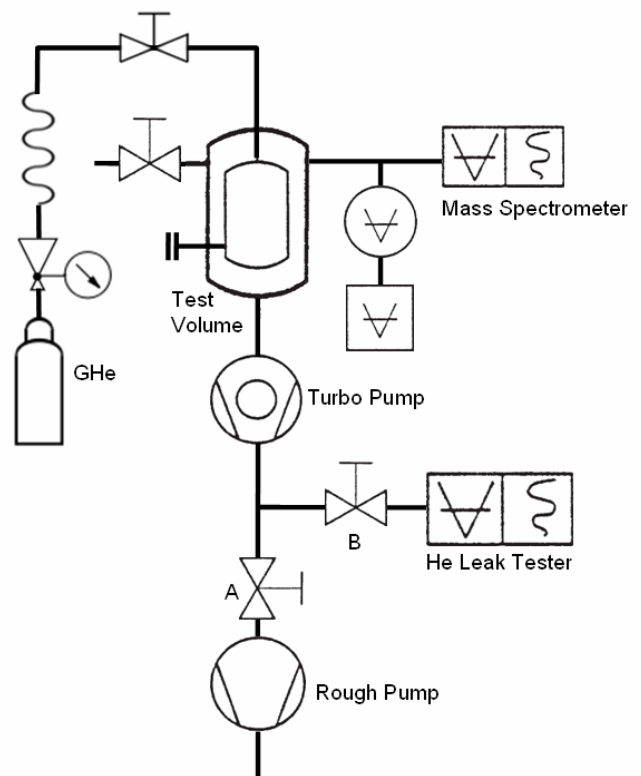 Mass Spectrometer
Test
Volume
GHe
Turbo Pump
B
He Leak Tester
A
Rough Pump